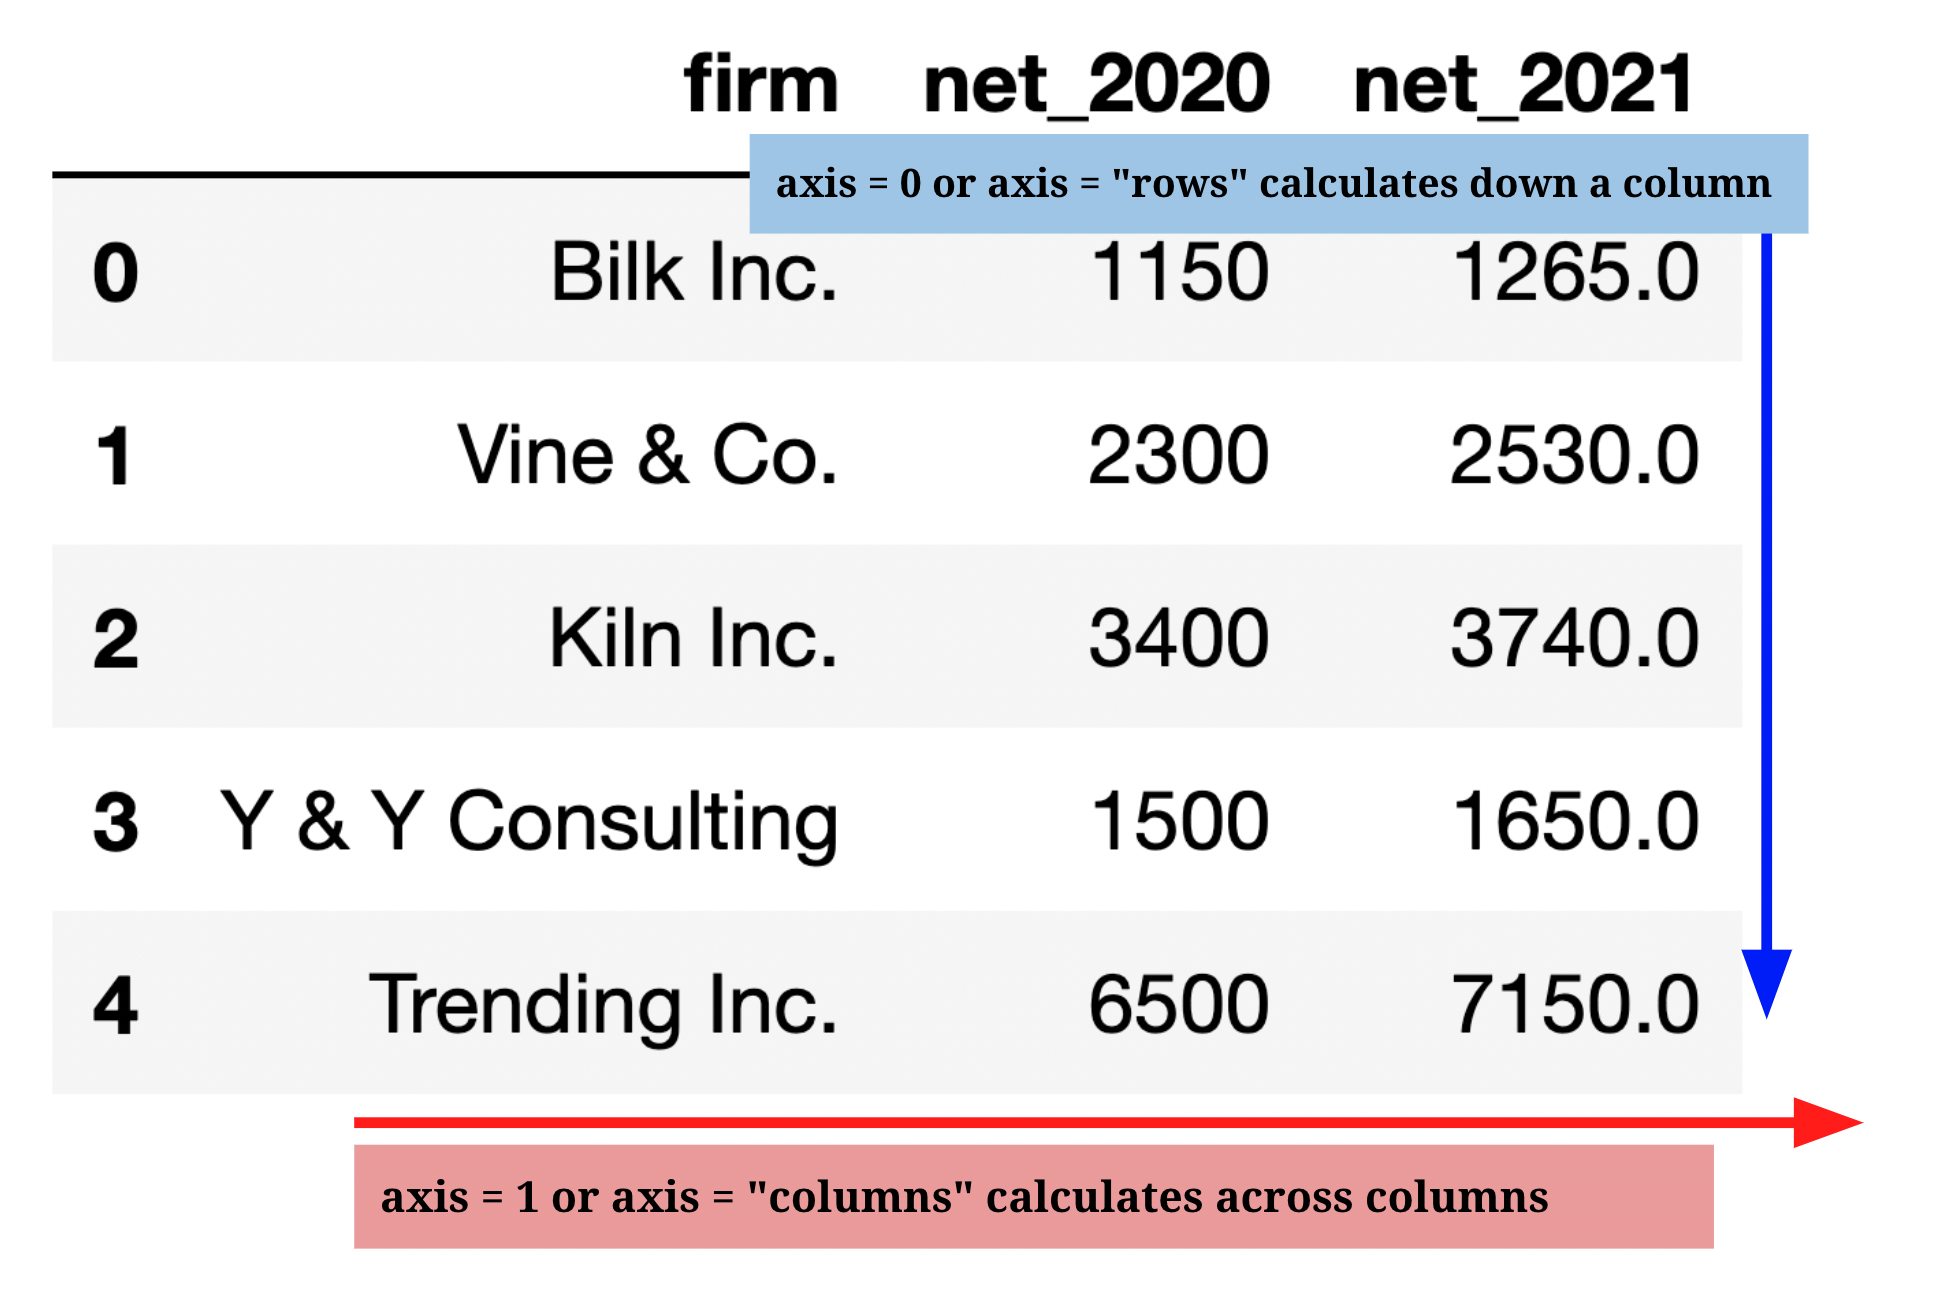 firm net_2020 net_2021
axis = 0 or axis = "rows" calculates down a column
0 Bilk Inc. 1150 1265.0
1 Vine & Co. 2300 2530.0
2 Kiln Inc. 3400 3740.0
3 Y & Y Consulting 1500 1650.0
4 Trending Inc. 6500 7150.0
axis = 1 or axis = "columns" calculates across columns